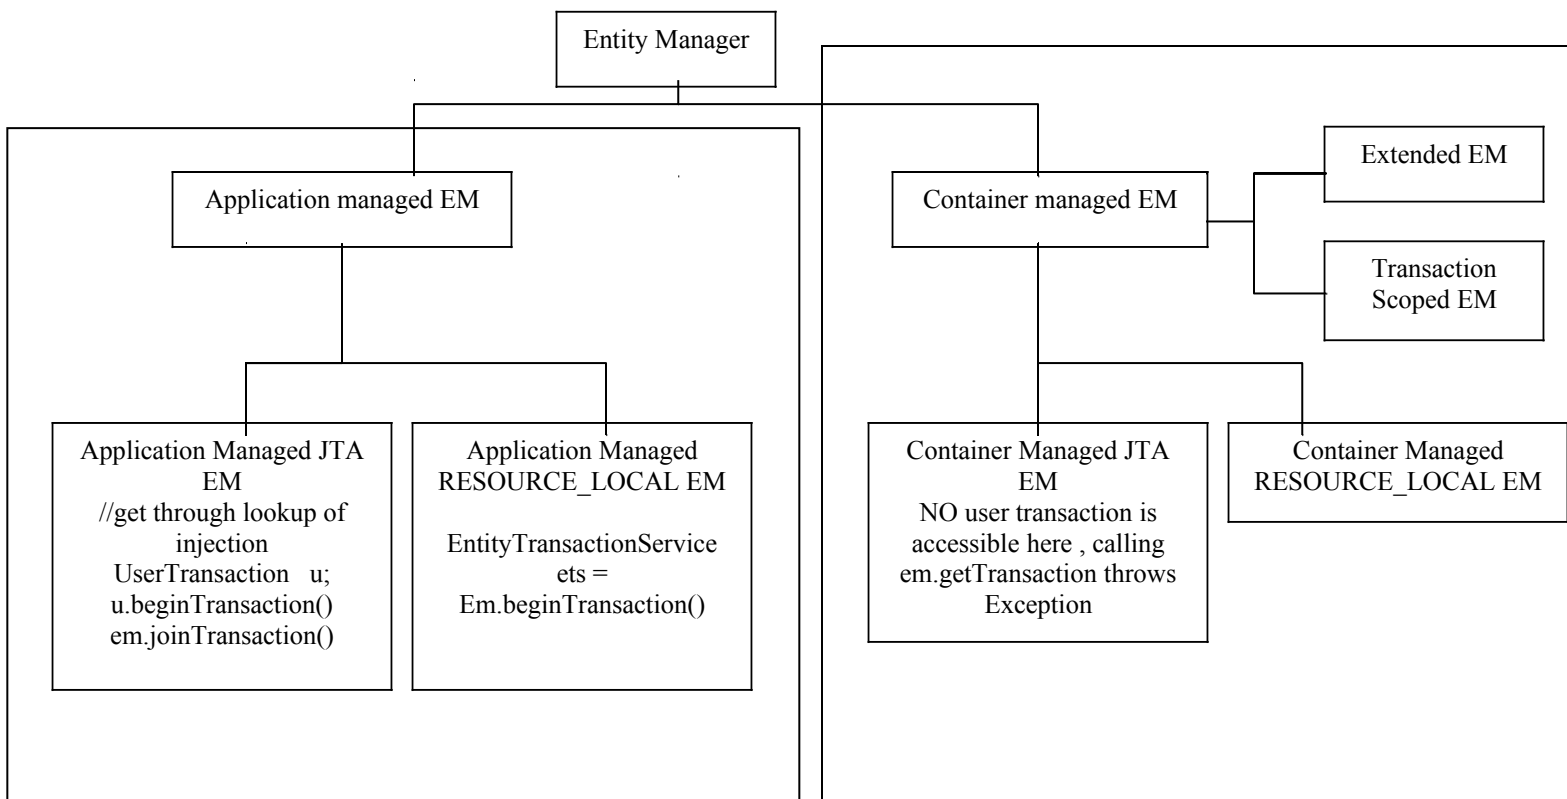 Entity Manager
Application managed EM
Container managed EM
Extended EM
Transaction
Scoped EM
Application Managed JTA
EM
//get through lookup of
injection
UserTransaction u;
u.beginTransaction()
em.joinTransaction()
Application Managed
RESOURCE_LOCAL EM
EntityTransactionService
ets =
Em.beginTransaction()
Container Managed JTA
EM
NO user transaction is
accessible here , calling
em.getTransaction throws
Exception
Container Managed
RESOURCE_LOCAL EM